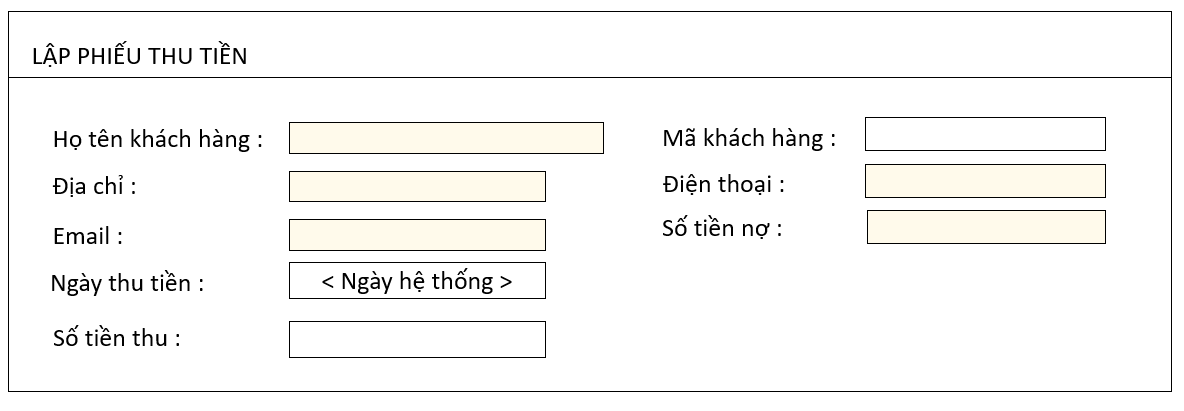 LẬP PHIẾU THU TIỀN
Họ tên khách hàng :
Mã khách hàng :
Địa chỉ :
Điện thoại :
Email :
Số tiền nợ :
Ngày thu tiền :
< Ngày hệ thống >
Số tiền thu :